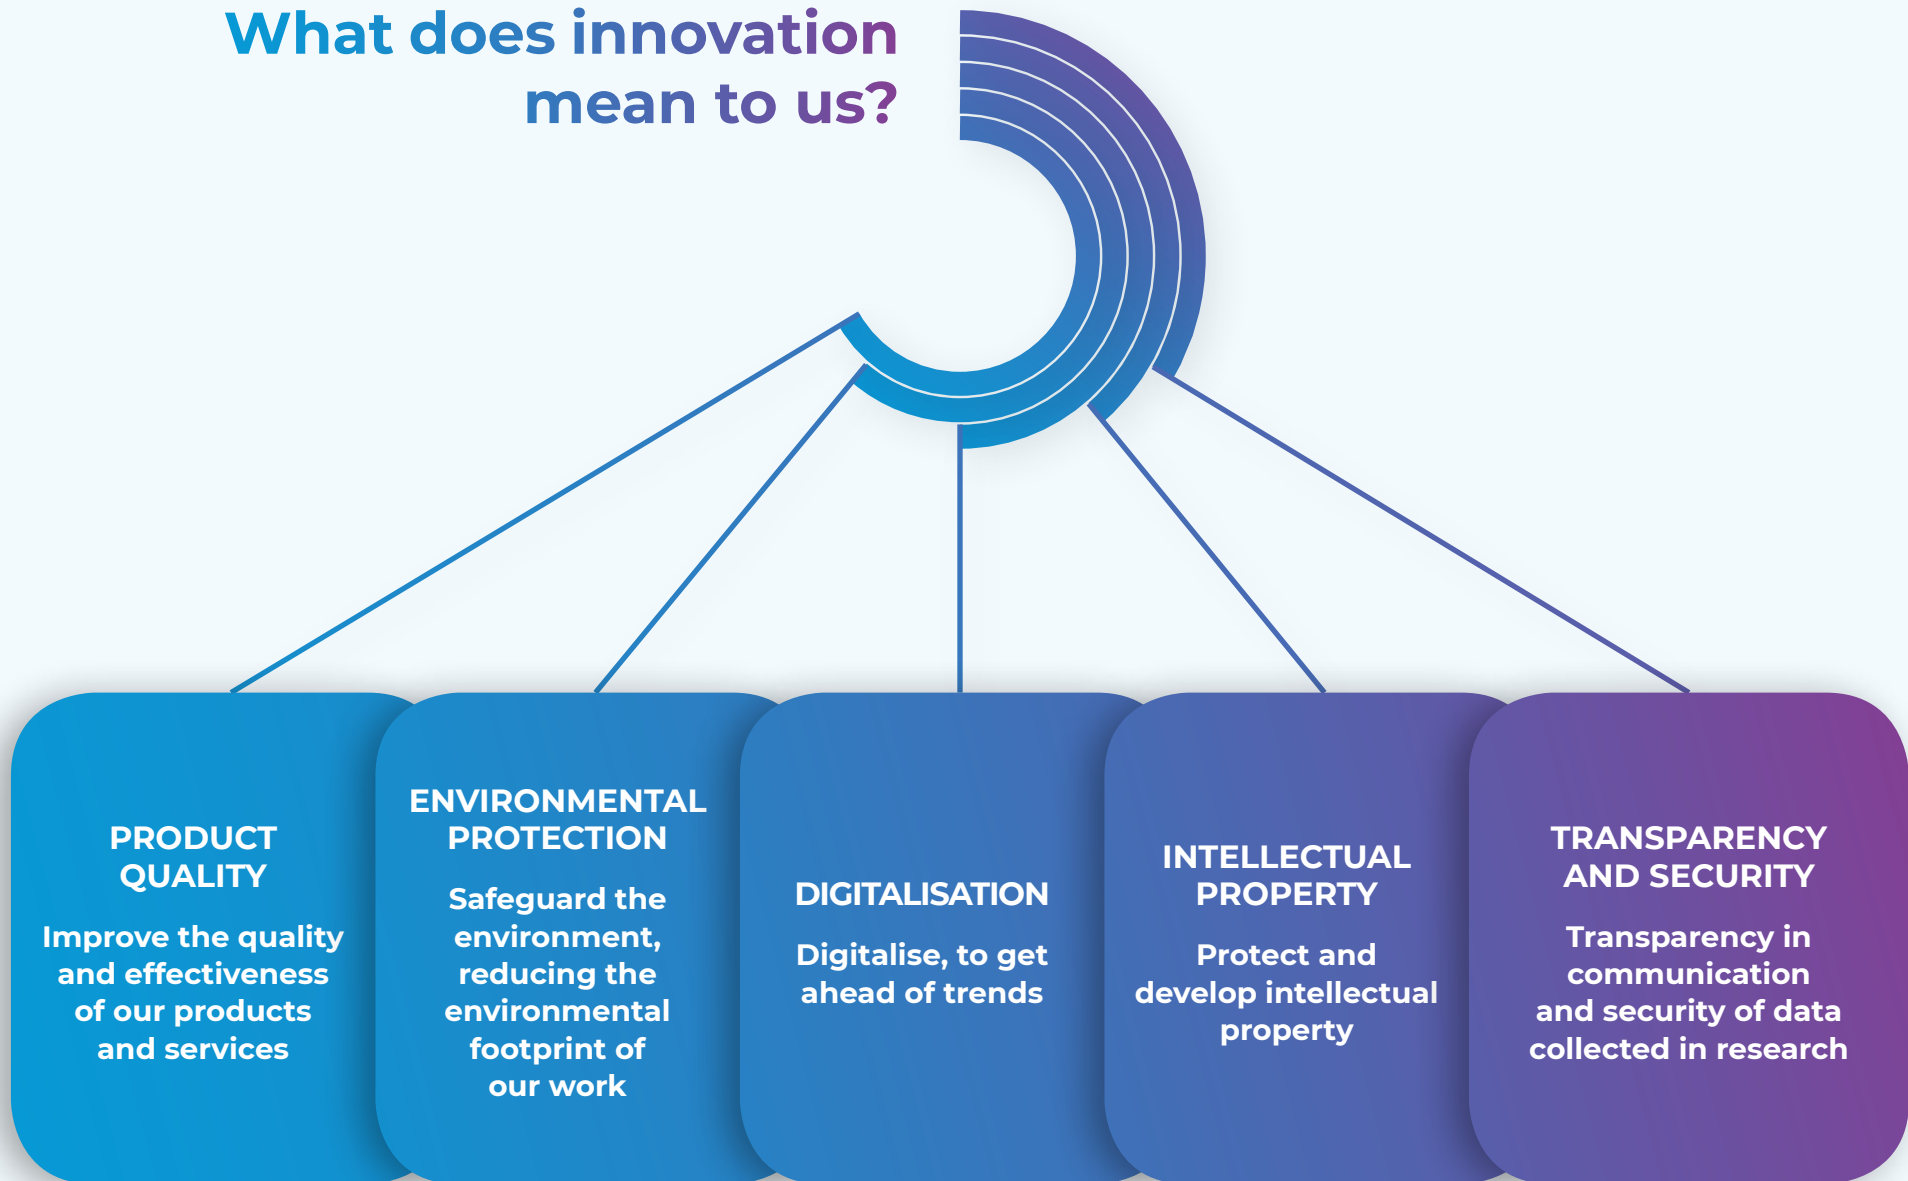 What does innovation
mean to us?
PRODUCT
QUALITY
Improve the quality
and effectiveness
of our products
and services
ENVIRONMENTAL
PROTECTION
Safeguard the
environment,
reducing the
environmental
footprint of
our work
DIGITALISATION
Digitalise, to get
ahead of trends
INTELLECTUAL
PROPERTY
Protect and
develop intellectual
property
TRANSPARENCY
AND SECURITY
Transparency in
communication
and security of data
collected in research